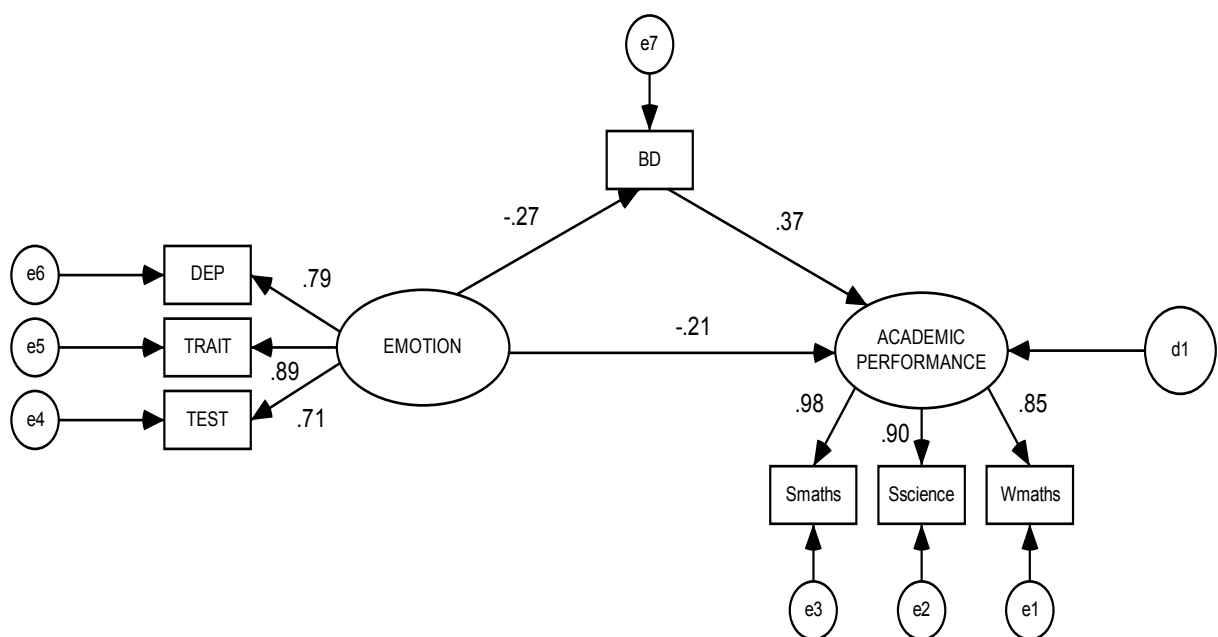 e7
BD
-.27
.37
e6
DEP
.79
e5
TRAIT
EMOTION
-.21
ACADEMIC
PERFORMANCE
d1
.89
e4
TEST
.71
.98
.90
.85
Smaths
Sscience
Wmaths
e3
e2
e1